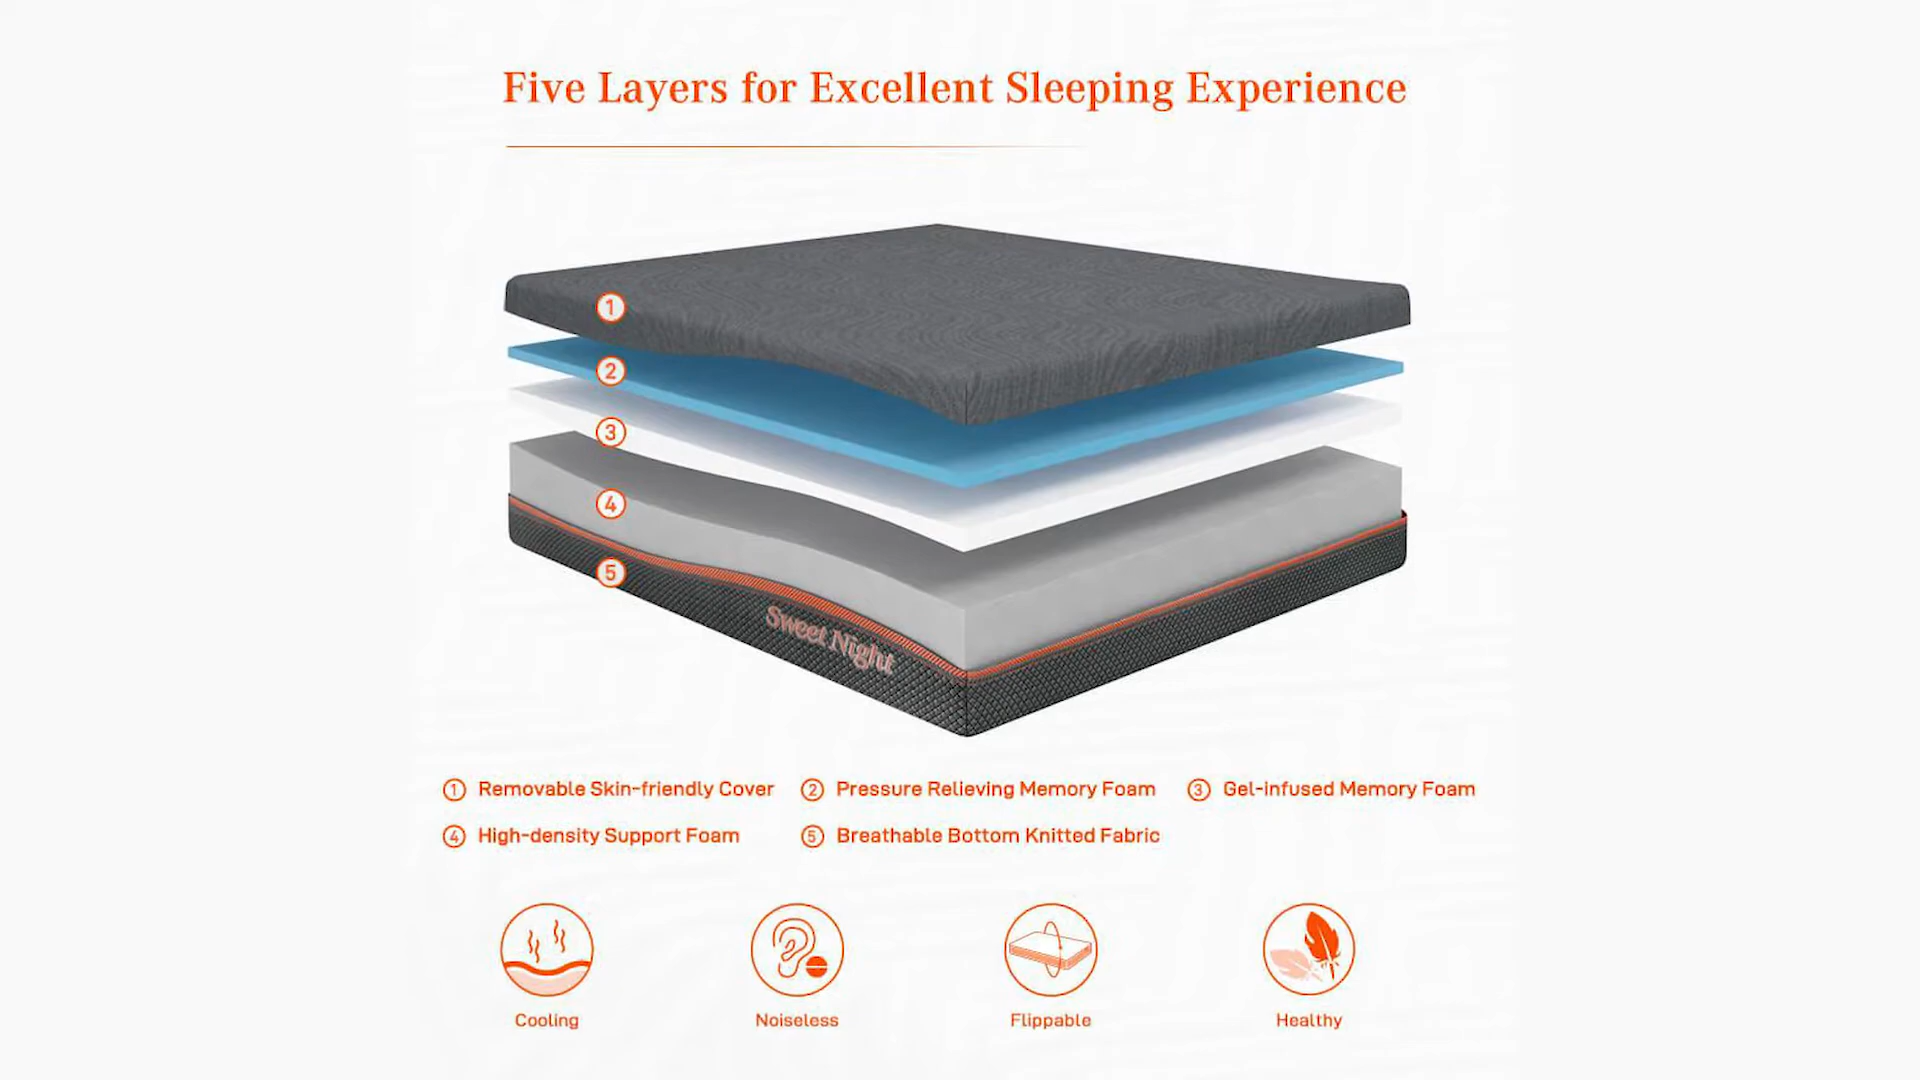 Five Layers for Excellent Sleeping Experience
1
2
3
4
5
Sweet Night
1 Removable Skin-friendly Cover 2 Pressure Relieving Memory Foam 3 Gel-infused Memory Foam
4 High-density Support Foam 5 Breathable Bottom Knitted Fabric
Cooling Noiseless Flippable Healthy